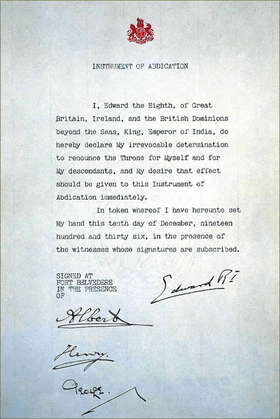 INSTRUMENT OF ABDICATION
I, Edward the Eighth, of Great
Britain, Ireland, and the British Dominions
beyond the Seas, King, Emperor of India, do
hereby declare My irrevocable determination
to renounce the Throne for Myself and for
My descendants, and My desire that effect
should be given to this Instrument of
Abdication immediately.
In token whereof I have hereunto set
My hand this tenth day of December, nineteen
hundred and thirty six, in the presence of
the witnesses whose signatures are subscribed.
SIGNED AT
FORT BELVEDERE
IN THE PRESENCE
OF
Edward RI
Albert
Henry.
George.